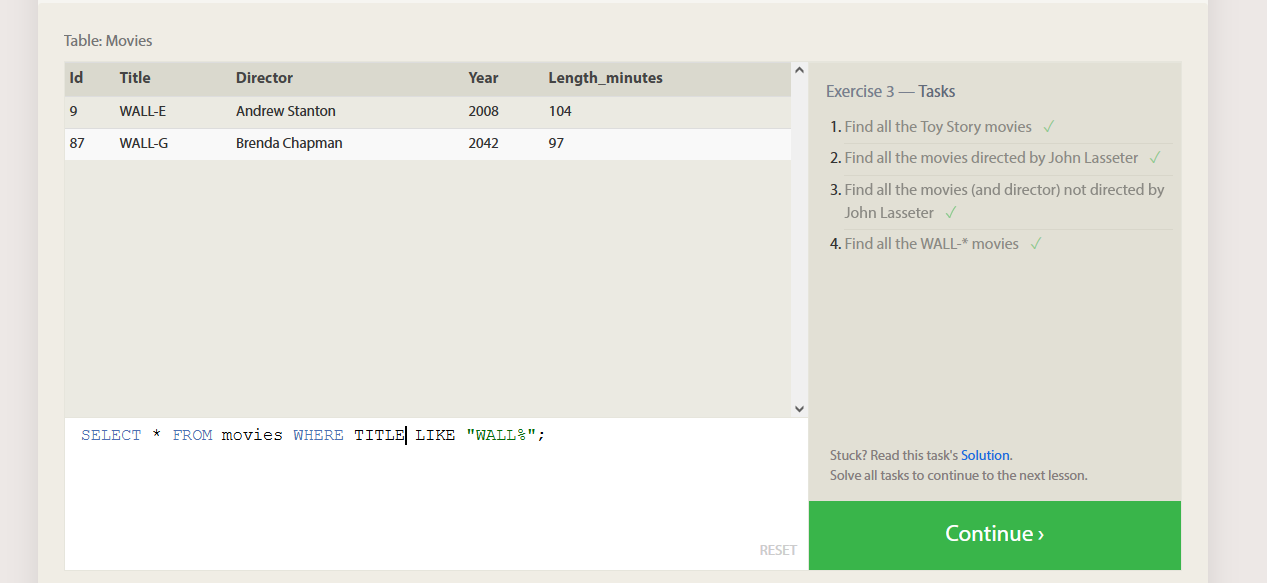 Table: Movies
Id Title Director Year Length_minutes
9 WALL-E Andrew Stanton 2008 104
87 WALL-G Brenda Chapman 2042 97
SELECT * FROM movies WHERE TITLE LIKE "WALL%";
RESET
Exercise 3 — Tasks
1. Find all the Toy Story movies ✓
2. Find all the movies directed by John Lasseter ✓
3. Find all the movies (and director) not directed by
John Lasseter ✓
4. Find all the WALL-* movies ✓
Stuck? Read this task's Solution.
Solve all tasks to continue to the next lesson.
Continue ›